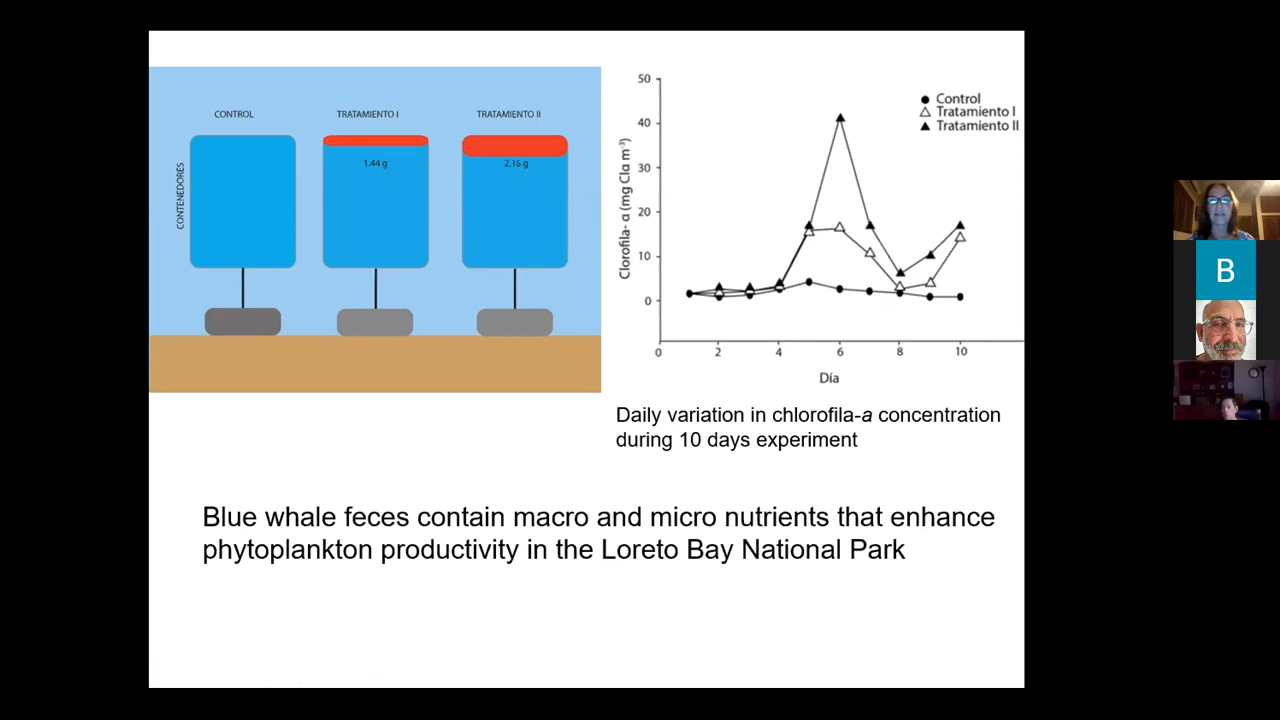 CONTROL
TRATAMIENTO I
TRATAMIENTO II
CONTENEDORES
1.44 g
2.16 g
50
40
30
20
10
0
Clorofila- α (mg Clα m⁻³)
Control
Tratamiento I
Tratamiento II
0
2
4
6
8
10
Día
Daily variation in chlorofila-a concentration
during 10 days experiment
Blue whale feces contain macro and micro nutrients that enhance
phytoplankton productivity in the Loreto Bay National Park
B